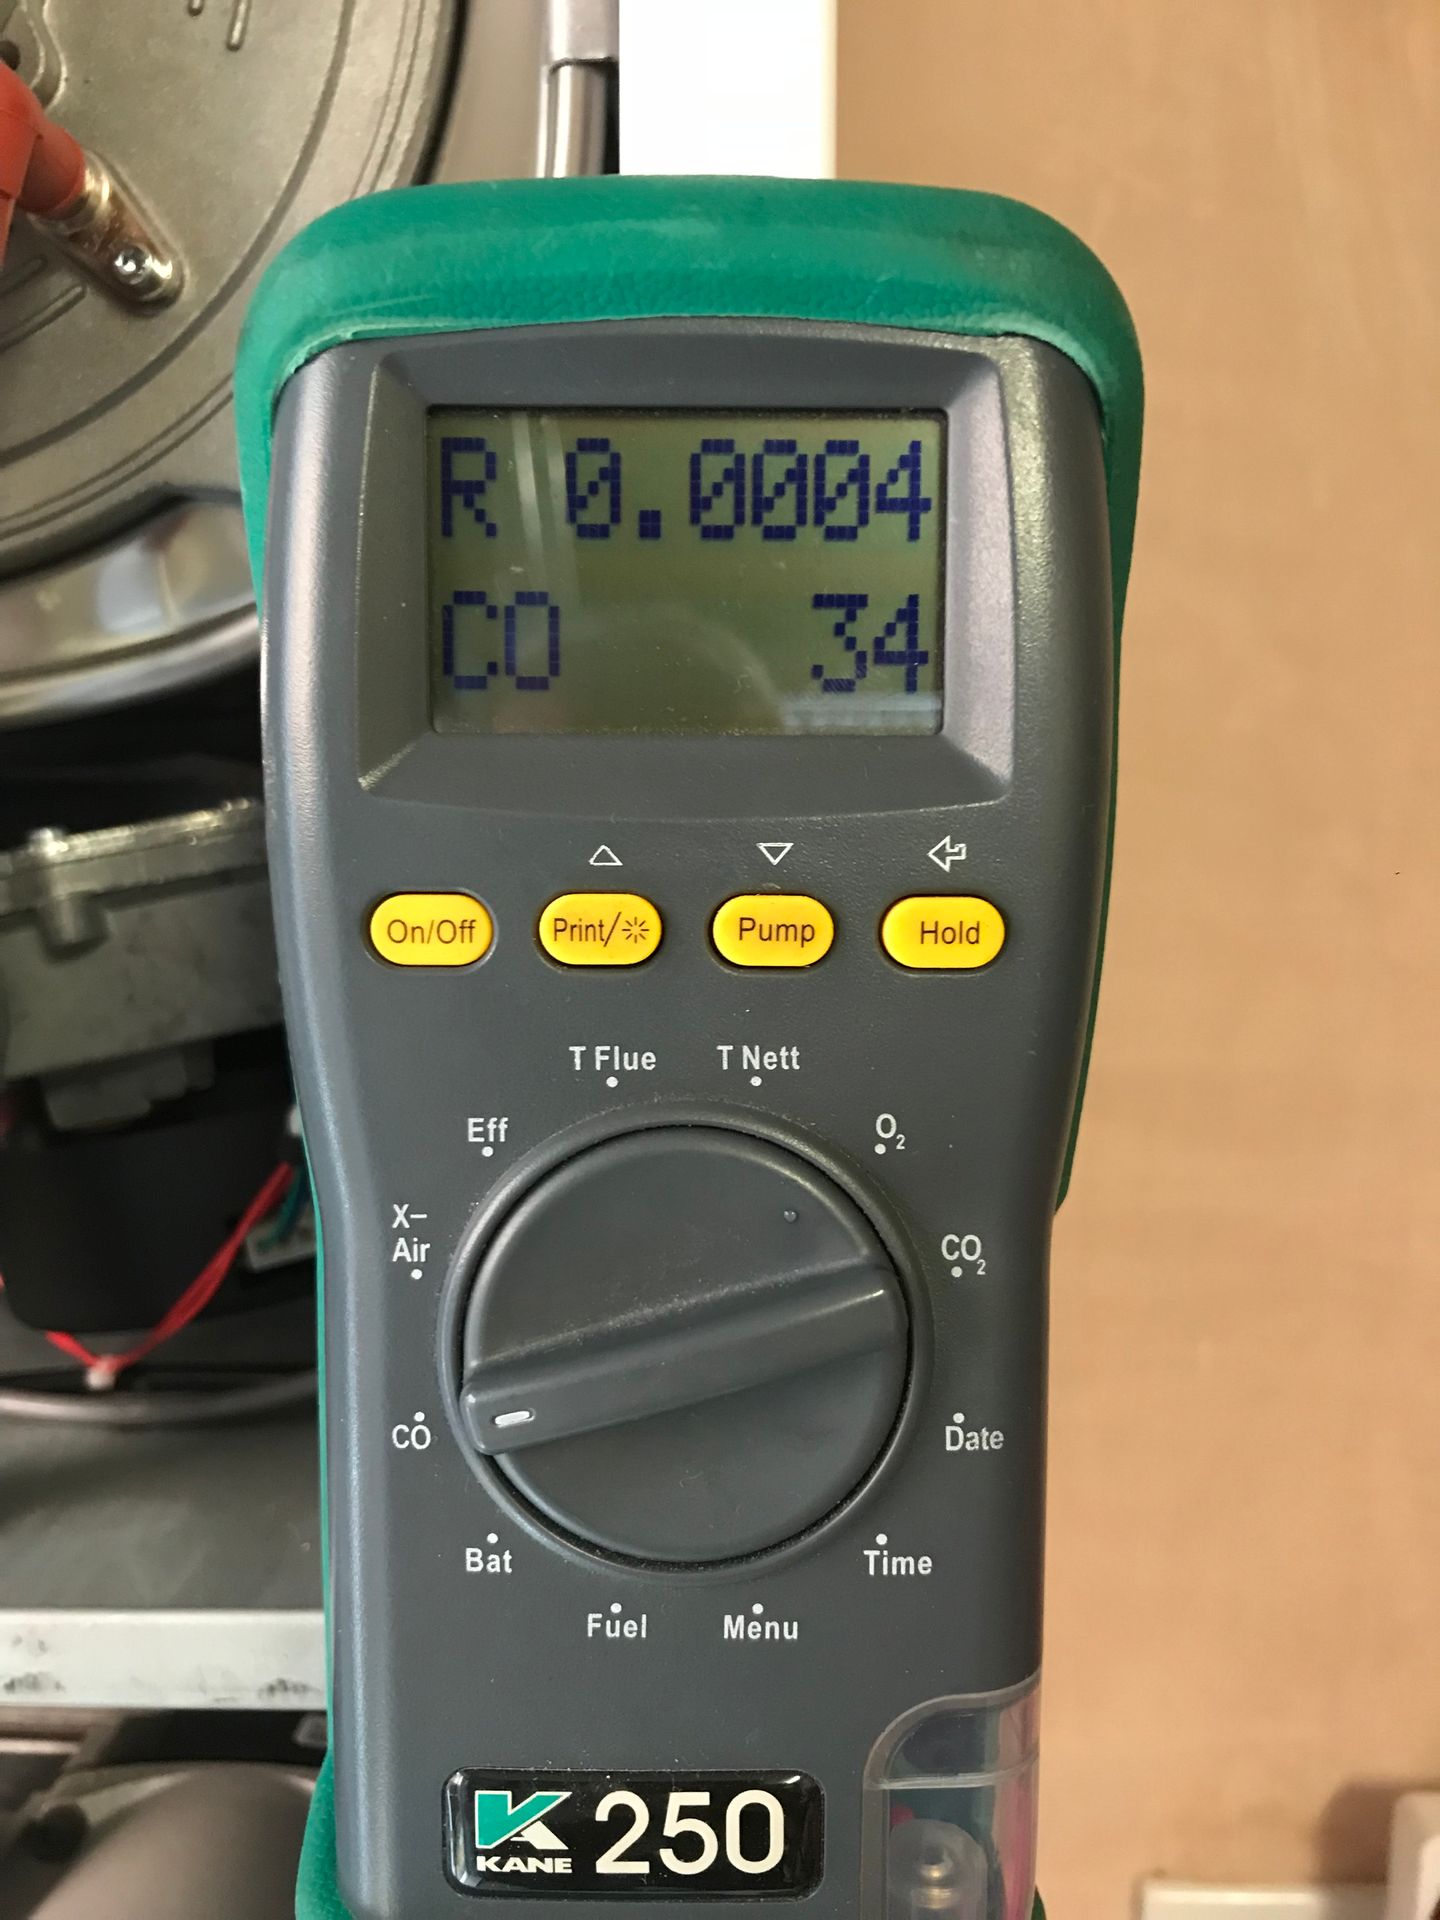 R 0.0004
CO 34
On/Off Print/ Pump Hold
T Flue T Nett
Eff O₂
X-
Air CO₂
CO Date
Bat Time
Fuel Menu
KANE 250